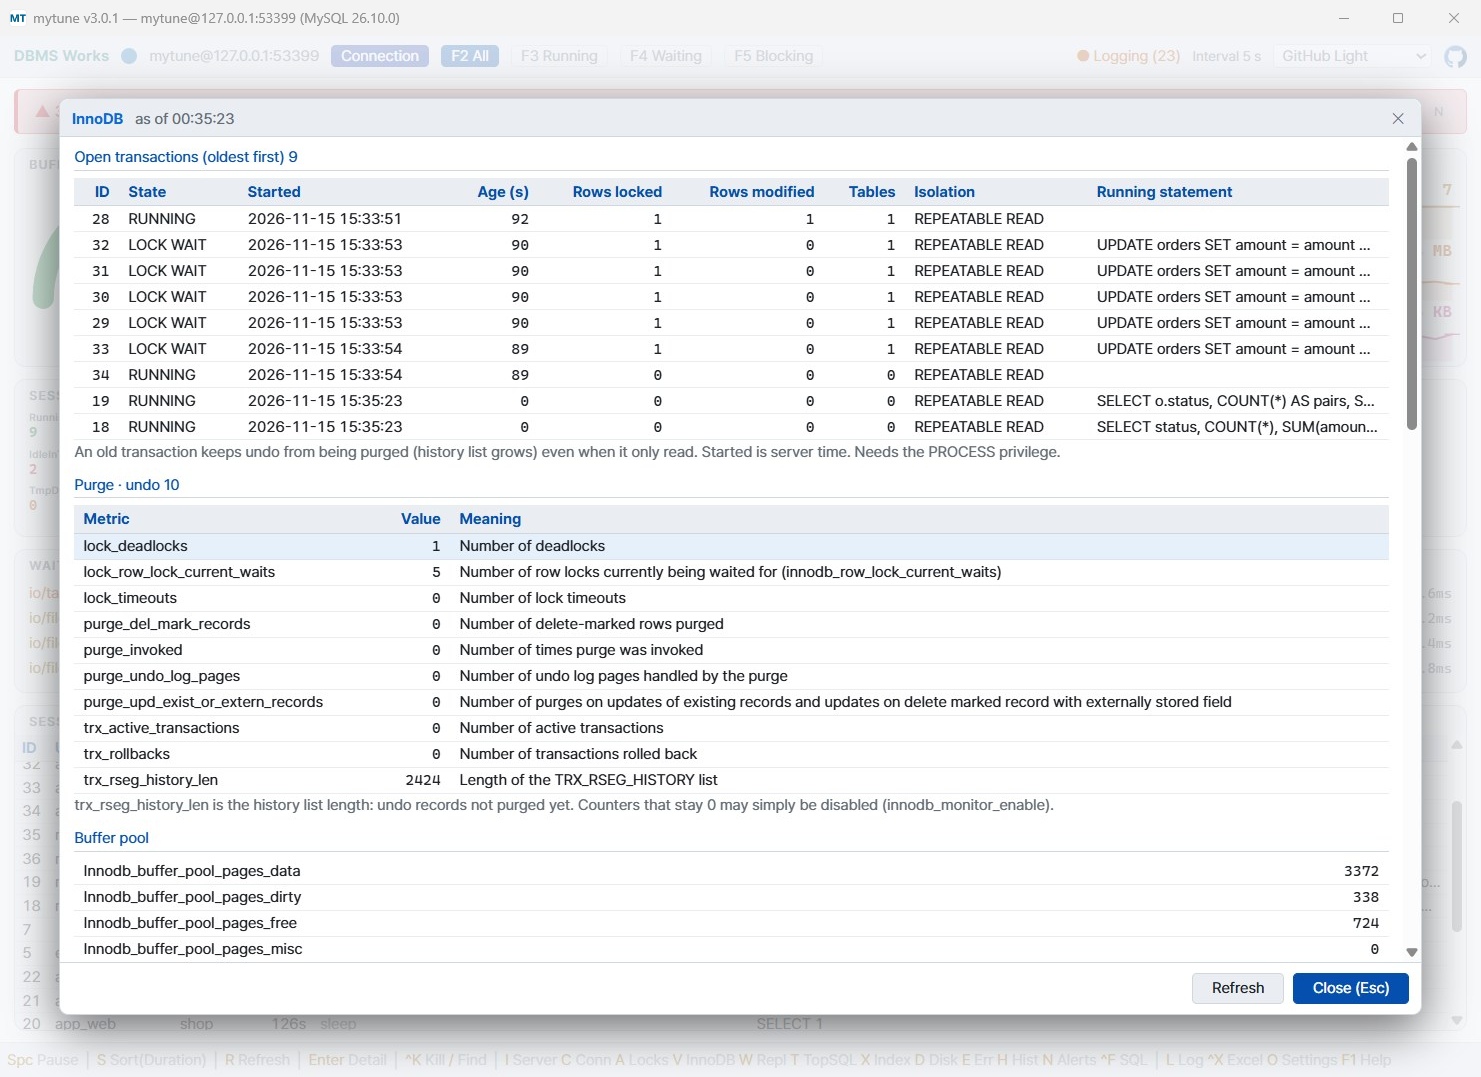 MT mytune v3.0.1 — mytune@127.0.0.1:53399 (MySQL 26.10.0)
DBMS Works mytune@127.0.0.1:53399 Connection F2 All F3 Running F4 Waiting F5 Blocking Logging (23) Interval 5 s GitHub Light
InnoDB as of 00:35:23
Open transactions (oldest first) 9
ID State Started Age (s) Rows locked Rows modified Tables Isolation Running statement
28 RUNNING 2026-11-15 15:33:51 92 1 1 1 REPEATABLE READ
32 LOCK WAIT 2026-11-15 15:33:53 90 1 0 1 REPEATABLE READ UPDATE orders SET amount = amount ...
31 LOCK WAIT 2026-11-15 15:33:53 90 1 0 1 REPEATABLE READ UPDATE orders SET amount = amount ...
30 LOCK WAIT 2026-11-15 15:33:53 90 1 0 1 REPEATABLE READ UPDATE orders SET amount = amount ...
29 LOCK WAIT 2026-11-15 15:33:53 90 1 0 1 REPEATABLE READ UPDATE orders SET amount = amount ...
33 LOCK WAIT 2026-11-15 15:33:54 89 1 0 1 REPEATABLE READ UPDATE orders SET amount = amount ...
34 RUNNING 2026-11-15 15:33:54 89 0 0 0 REPEATABLE READ
19 RUNNING 2026-11-15 15:35:23 0 0 0 0 REPEATABLE READ SELECT o.status, COUNT(*) AS pairs, S...
18 RUNNING 2026-11-15 15:35:23 0 0 0 0 REPEATABLE READ SELECT status, COUNT(*), SUM(amoun...
An old transaction keeps undo from being purged (history list grows) even when it only read. Started is server time. Needs the PROCESS privilege.
Purge · undo 10
Metric Value Meaning
lock_deadlocks 1 Number of deadlocks
lock_row_lock_current_waits 5 Number of row locks currently being waited for (innodb_row_lock_current_waits)
lock_timeouts 0 Number of lock timeouts
purge_del_mark_records 0 Number of delete-marked rows purged
purge_invoked 0 Number of times purge was invoked
purge_undo_log_pages 0 Number of undo log pages handled by the purge
purge_upd_exist_or_extern_records 0 Number of purges on updates of existing records and updates on delete marked record with externally stored field
trx_active_transactions 0 Number of active transactions
trx_rollbacks 0 Number of transactions rolled back
trx_rseg_history_len 2424 Length of the TRX_RSEG_HISTORY list
trx_rseg_history_len is the history list length: undo records not purged yet. Counters that stay 0 may simply be disabled (innodb_monitor_enable).
Buffer pool
Innodb_buffer_pool_pages_data 3372
Innodb_buffer_pool_pages_dirty 338
Innodb_buffer_pool_pages_free 724
Innodb_buffer_pool_pages_misc 0
Refresh Close (Esc)
N
7
MB
KB
9
2
0
ID
32
33
34
35
36
19
18
7
5
22
21
20 app_web shop 126s sleep SELECT 1
Spc Pause | S Sort(Duration) | R Refresh | Enter Detail | ^K Kill / Find | I Server C Conn A Locks V InnoDB W Repl T TopSQL X Index D Disk E Err H Hist N Alerts ^F SQL | L Log ^X Excel O Settings F1 Help